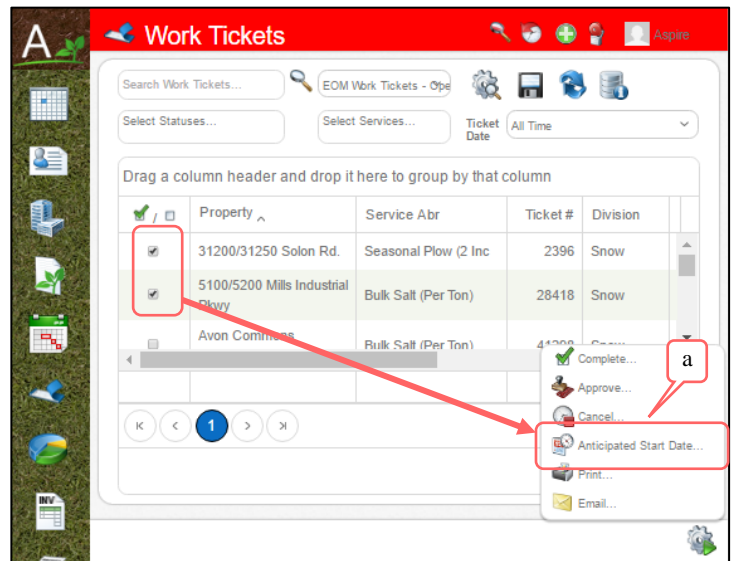 A
Work Tickets
Aspire
Search Work Tickets...
EOM Work Tickets - Ope
Select Statuses...
Select Services...
Ticket Date
All Time
Drag a column header and drop it here to group by that column
/ Property Service Abr Ticket # Division
31200/31250 Solon Rd. Seasonal Plow (2 Inc 2396 Snow
5100/5200 Mills Industrial Pkwy Bulk Salt (Per Ton) 28418 Snow
Avon Commons Bulk Salt (Per Ton) 41298 Snow
Complete...
a
Approve...
Cancel...
Anticipated Start Date...
Print...
Email...
1
INV